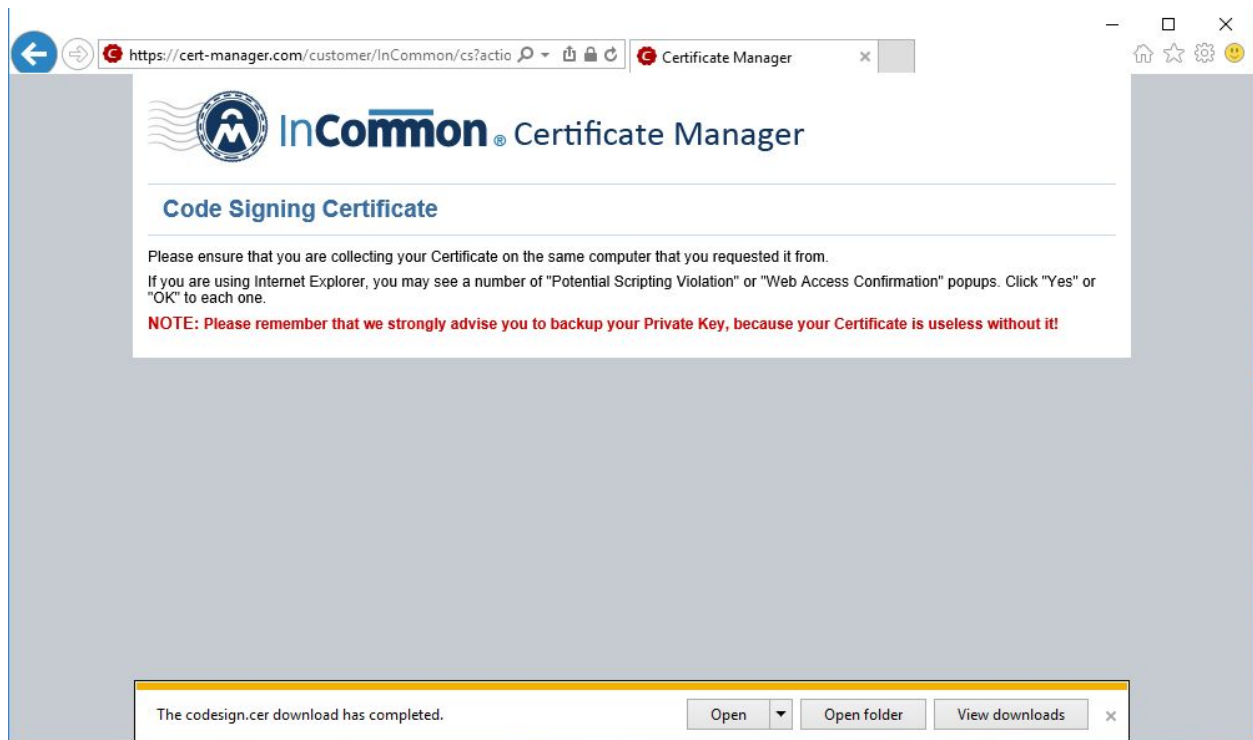 https://cert-manager.com/customer/InCommon/cs?actio
Certificate Manager
InCommon® Certificate Manager
Code Signing Certificate
Please ensure that you are collecting your Certificate on the same computer that you requested it from.
If you are using Internet Explorer, you may see a number of "Potential Scripting Violation" or "Web Access Confirmation" popups. Click "Yes" or
"OK" to each one.
NOTE: Please remember that we strongly advise you to backup your Private Key, because your Certificate is useless without it!
The codesign.cer download has completed.
Open
Open folder
View downloads